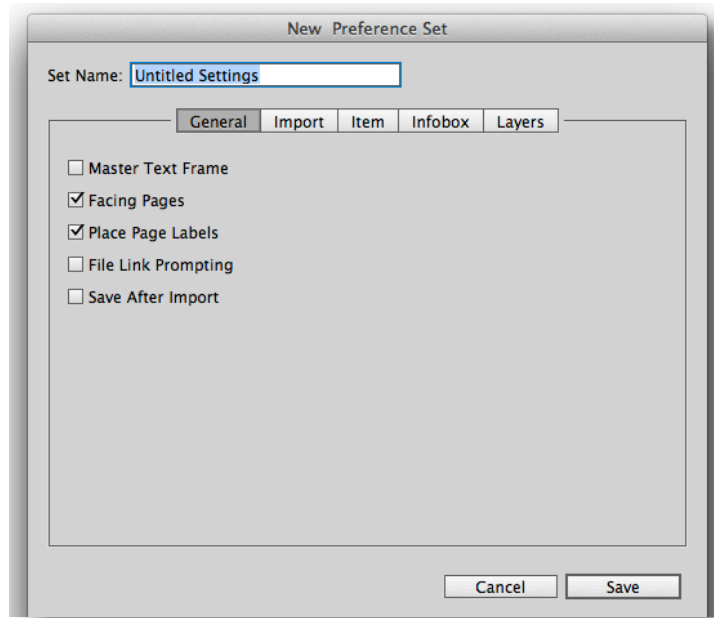 New Preference Set
Set Name: Untitled Settings
General Import Item Infobox Layers
Master Text Frame
Facing Pages
Place Page Labels
File Link Prompting
Save After Import
Cancel Save